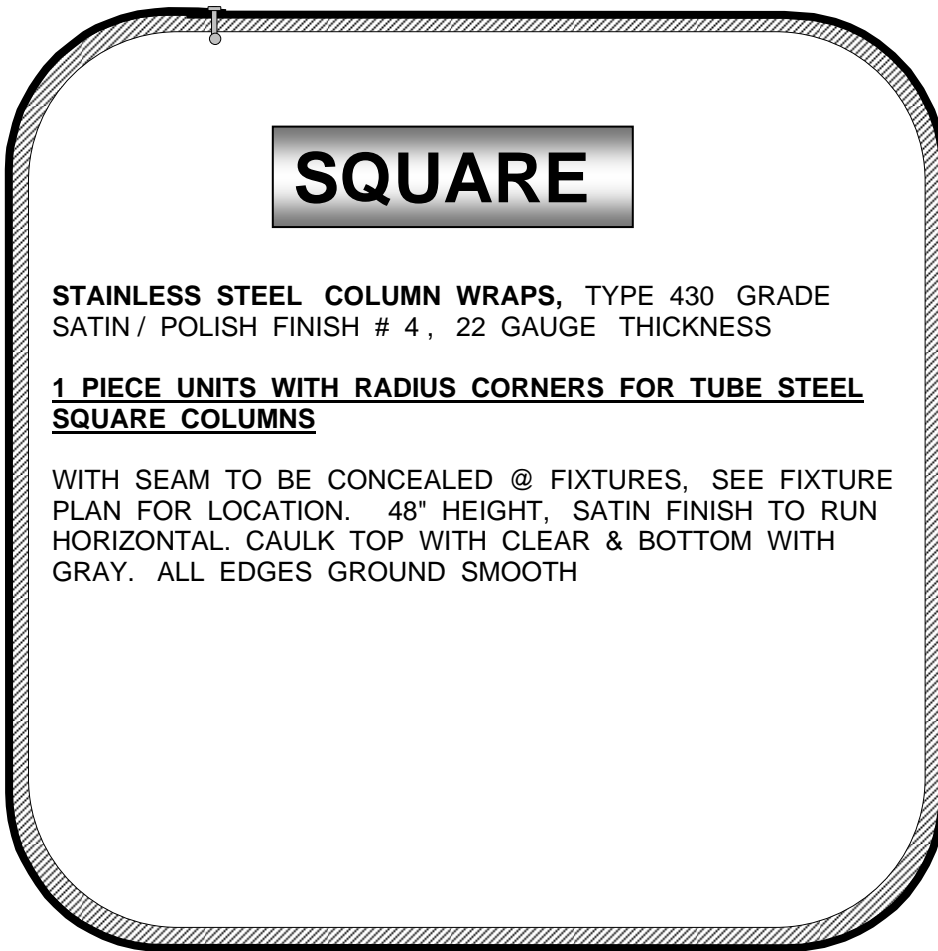 SQUARE
STAINLESS STEEL COLUMN WRAPS, TYPE 430 GRADE
SATIN / POLISH FINISH # 4 , 22 GAUGE THICKNESS
1 PIECE UNITS WITH RADIUS CORNERS FOR TUBE STEEL
SQUARE COLUMNS
WITH SEAM TO BE CONCEALED @ FIXTURES, SEE FIXTURE
PLAN FOR LOCATION. 48" HEIGHT, SATIN FINISH TO RUN
HORIZONTAL. CAULK TOP WITH CLEAR & BOTTOM WITH
GRAY. ALL EDGES GROUND SMOOTH